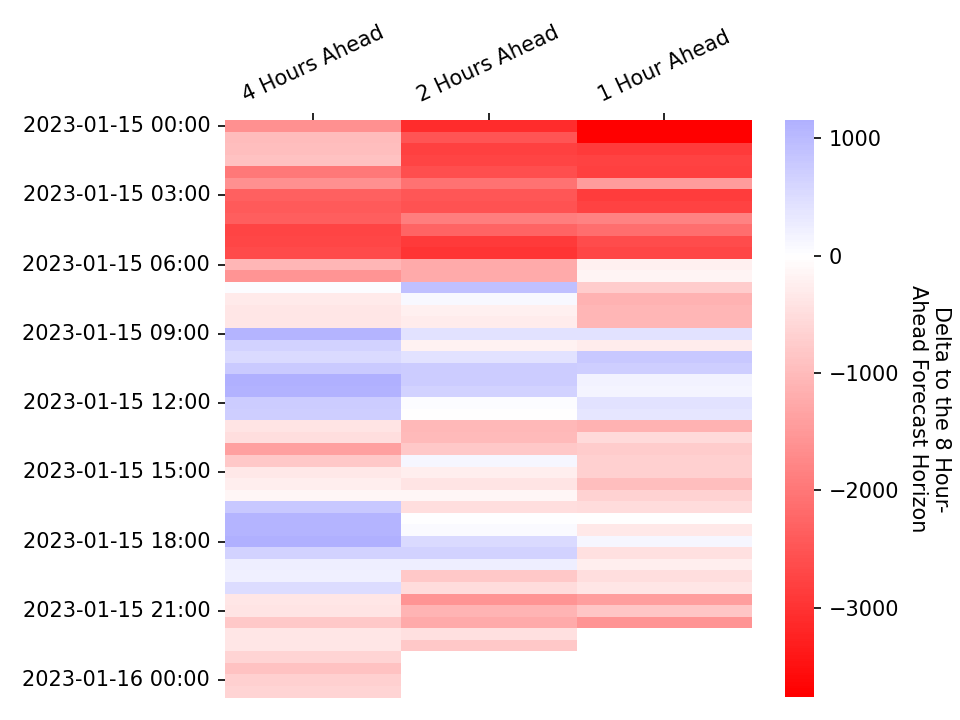 4 Hours Ahead
2 Hours Ahead
1 Hour Ahead
2023-01-15 00:00
2023-01-15 03:00
2023-01-15 06:00
2023-01-15 09:00
2023-01-15 12:00
2023-01-15 15:00
2023-01-15 18:00
2023-01-15 21:00
2023-01-16 00:00
1000
0
−1000
−2000
−3000
Delta to the 8 Hour-
Ahead Forecast Horizon